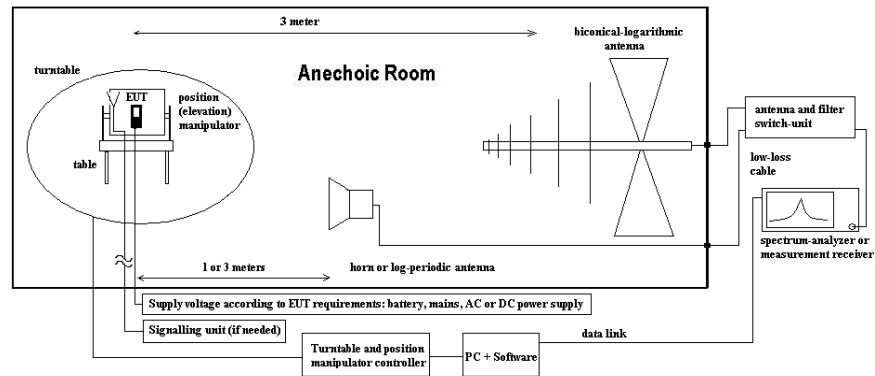 3 meter
biconical-logarithmic
antenna
turntable
Anechoic Room
EUT
position
(elevation)
manipulator
antenna and filter
switch-unit
table
low-loss
cable
spectrum-analyzer or
measurement receiver
1 or 3 meters
horn or log-periodic antenna
Supply voltage according to EUT requirements: battery, mains, AC or DC power supply
Signalling unit (if needed)
data link
Turntable and position
manipulator controller
PC + Software